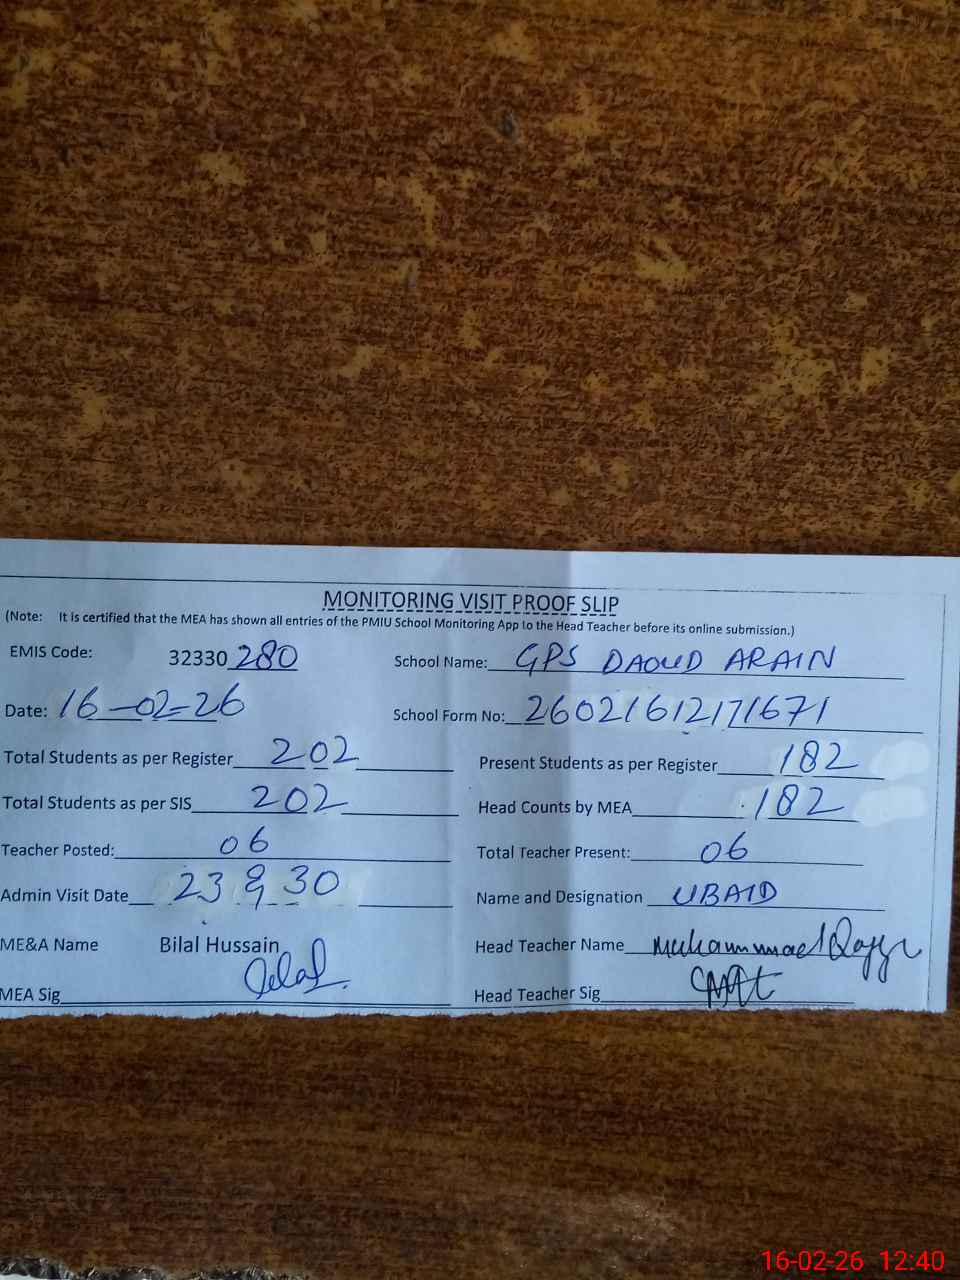 MONITORING VISIT PROOF SLIP
(Note: It is certified that the MEA has shown all entries of the PMIU School Monitoring App to the Head Teacher before its online submission.)
EMIS Code: 32330 280 School Name: GPS DAOUD ARAIN
Date: 16-02-26 School Form No: 26021612171671
Total Students as per Register 202 Present Students as per Register 182
Total Students as per SIS 202 Head Counts by MEA 182
Teacher Posted: 06 Total Teacher Present: 06
Admin Visit Date 23 & 30 Name and Designation UBAID
ME&A Name Bilal Hussain Head Teacher Name Muhammad
MEA Sig Head Teacher Sig
16-02-26 12:40